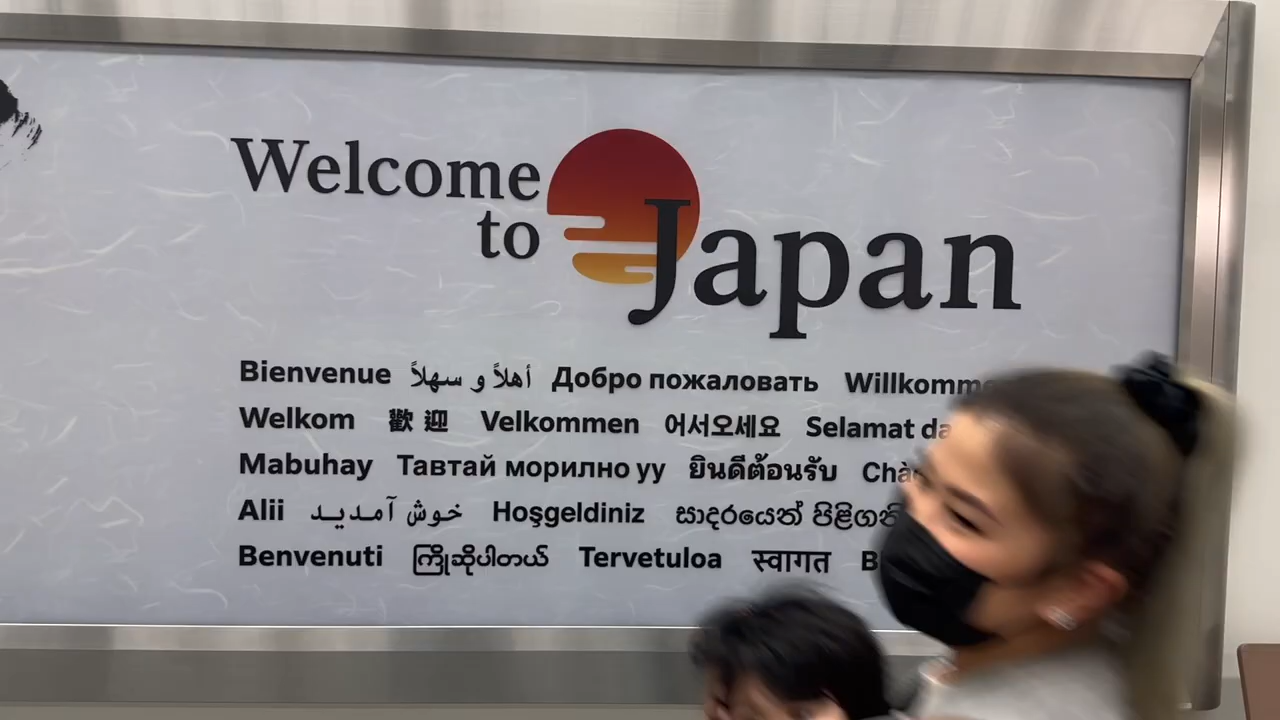 Welcome
to Japan
Bienvenue أهلاً و سهلاً Добро пожаловать
Welkom 歡迎 Velkommen 어서오세요 Selamat
Mabuhay Тавтай морилно уу ยินดีต้อนรับ
Alii خوش آمدید Hoşgeldiniz සාදරයෙන්
Benvenuti ကြိုဆိုပါတယ် Tervetuloa स्वागत